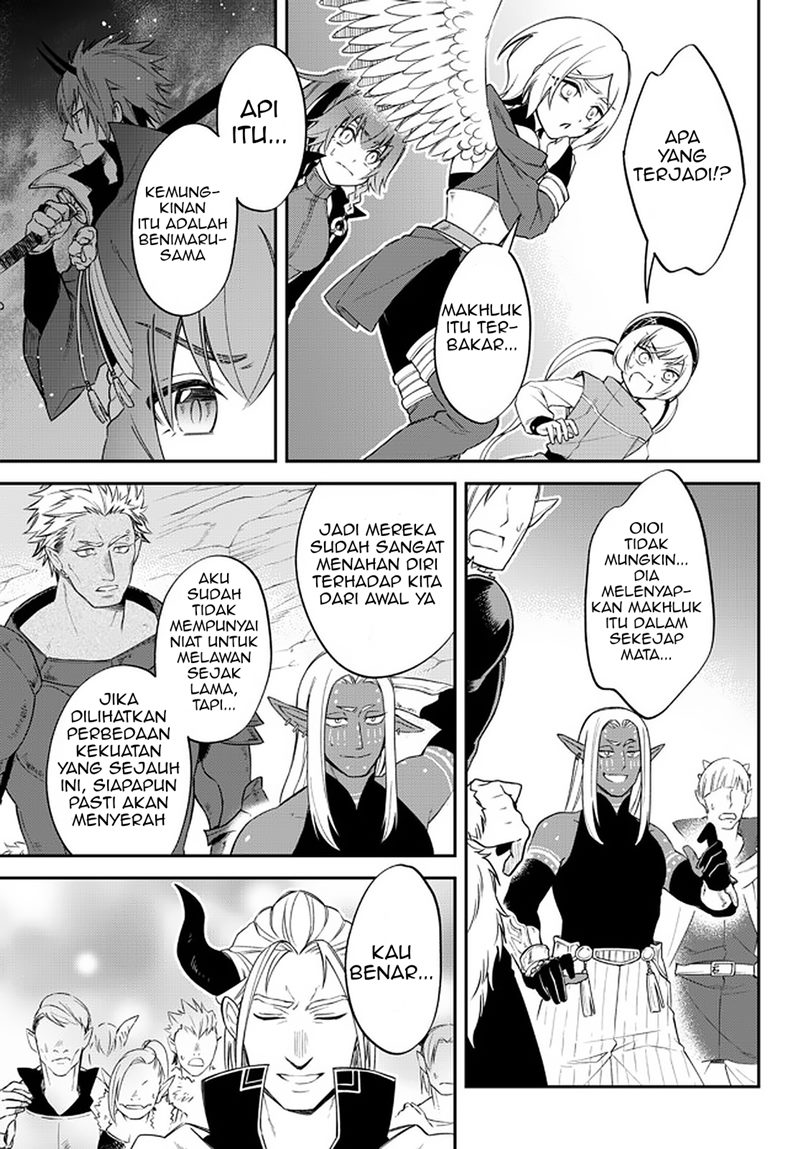 APA
YANG
TERJADI!?
MAKHLUK
ITU TER-
BAKAR...
API
ITU...
KEMUNG-
KINAN
ITU ADALAH
BENIMARU-
SAMA
OIOI
TIDAK
MUNGKIN...
DIA
MELENYAP-
KAN MAKHLUK
ITU DALAM
SEKEJAP
MATA...
JADI MEREKA
SUDAH SANGAT
MENAHAN DIRI
TERHADAP KITA
DARI AWAL YA
AKU
SUDAH
TIDAK
MEMPUNYAI
NIAT UNTUK
MELAWAN
SEJAK
LAMA,
TAPI...
JIKA
DILIHATKAN
PERBEDAAN
KEKUATAN
YANG SEJAUH
INI, SIAPAPUN
PASTI AKAN
MENYERAH
KAU
BENAR...